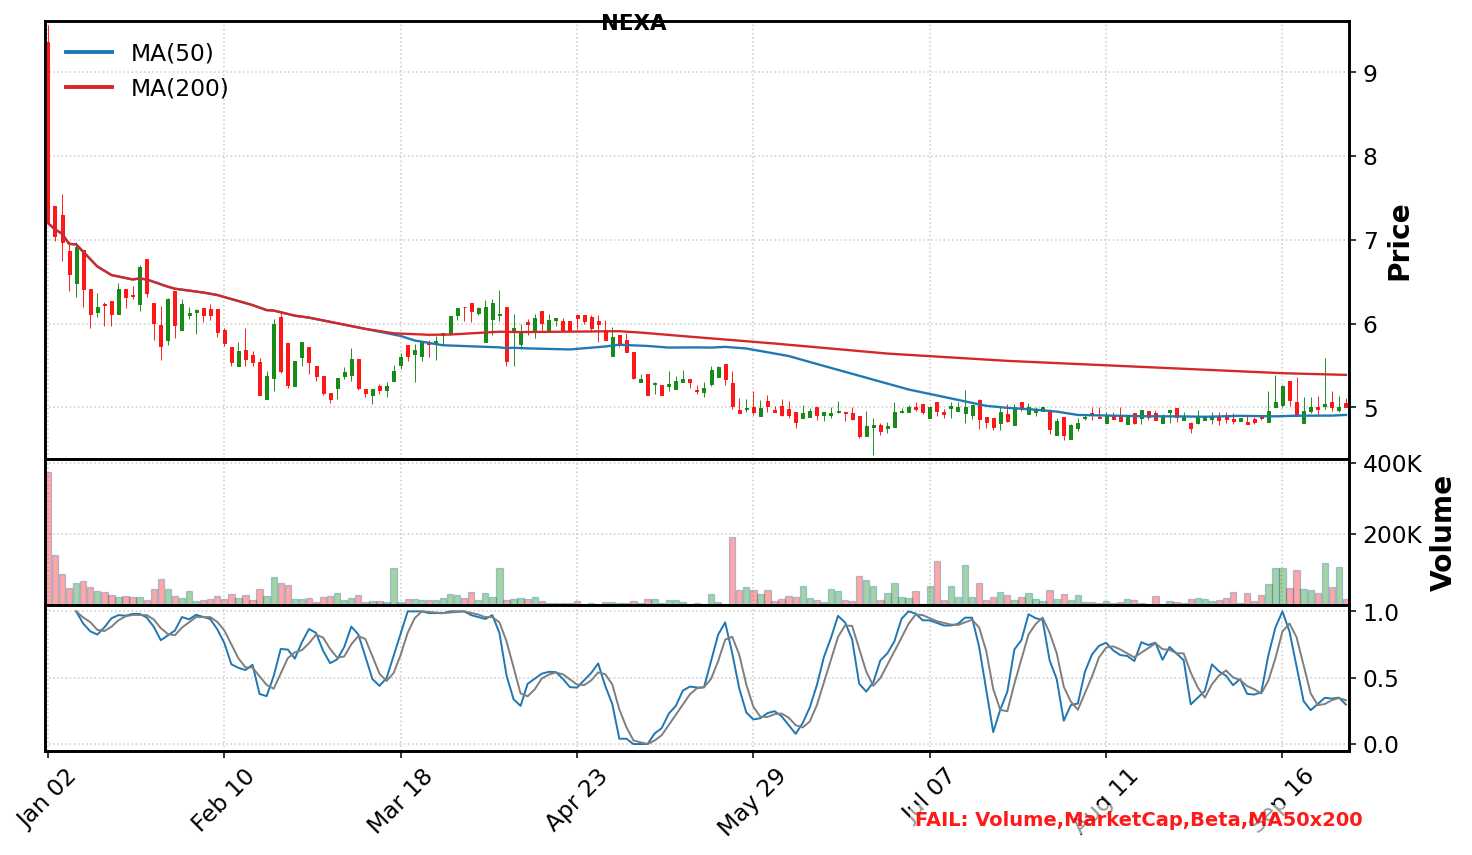 NEXA
MA(50)
MA(200)
9
8
7
6
5
Price
400K
200K
Volume
1.0
0.5
0.0
Jan 02
Feb 10
Mar 18
Apr 23
May 29
Jul 07
Aug 11
Sep 16
FAIL: Volume,MarketCap,Beta,MA50x200